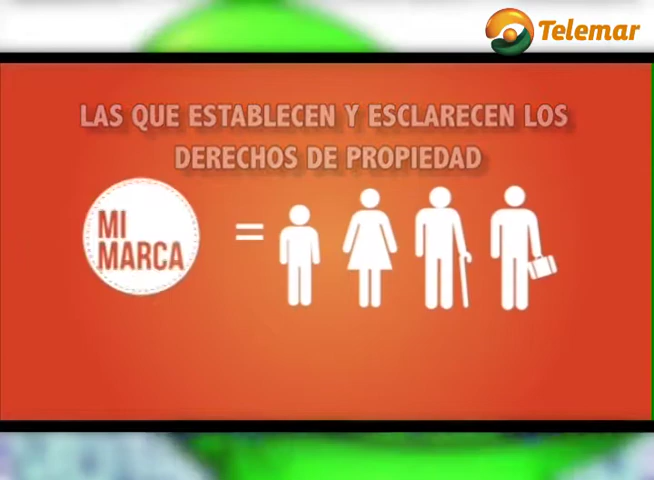 Telemar
LAS QUE ESTABLECEN Y ESCLARECEN LOS
DERECHOS DE PROPIEDAD
MI
MARCA
=